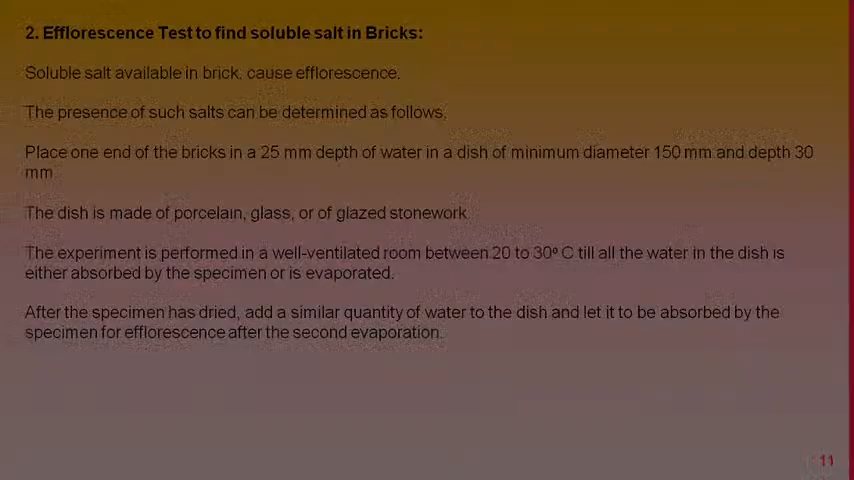 2. Efflorescence Test to find soluble salt in Bricks:
Soluble salt available in brick, cause efflorescence.
The presence of such salts can be determined as follows.
Place one end of the bricks in a 25 mm depth of water in a dish of minimum diameter 150 mm and depth 30
mm
The dish is made of porcelain, glass, or of glazed stonework
The experiment is performed in a well-ventilated room between 20 to 30º C till all the water in the dish is
either absorbed by the specimen or is evaporated.
After the specimen has dried, add a similar quantity of water to the dish and let it to be absorbed by the
specimen for efflorescence after the second evaporation.
11